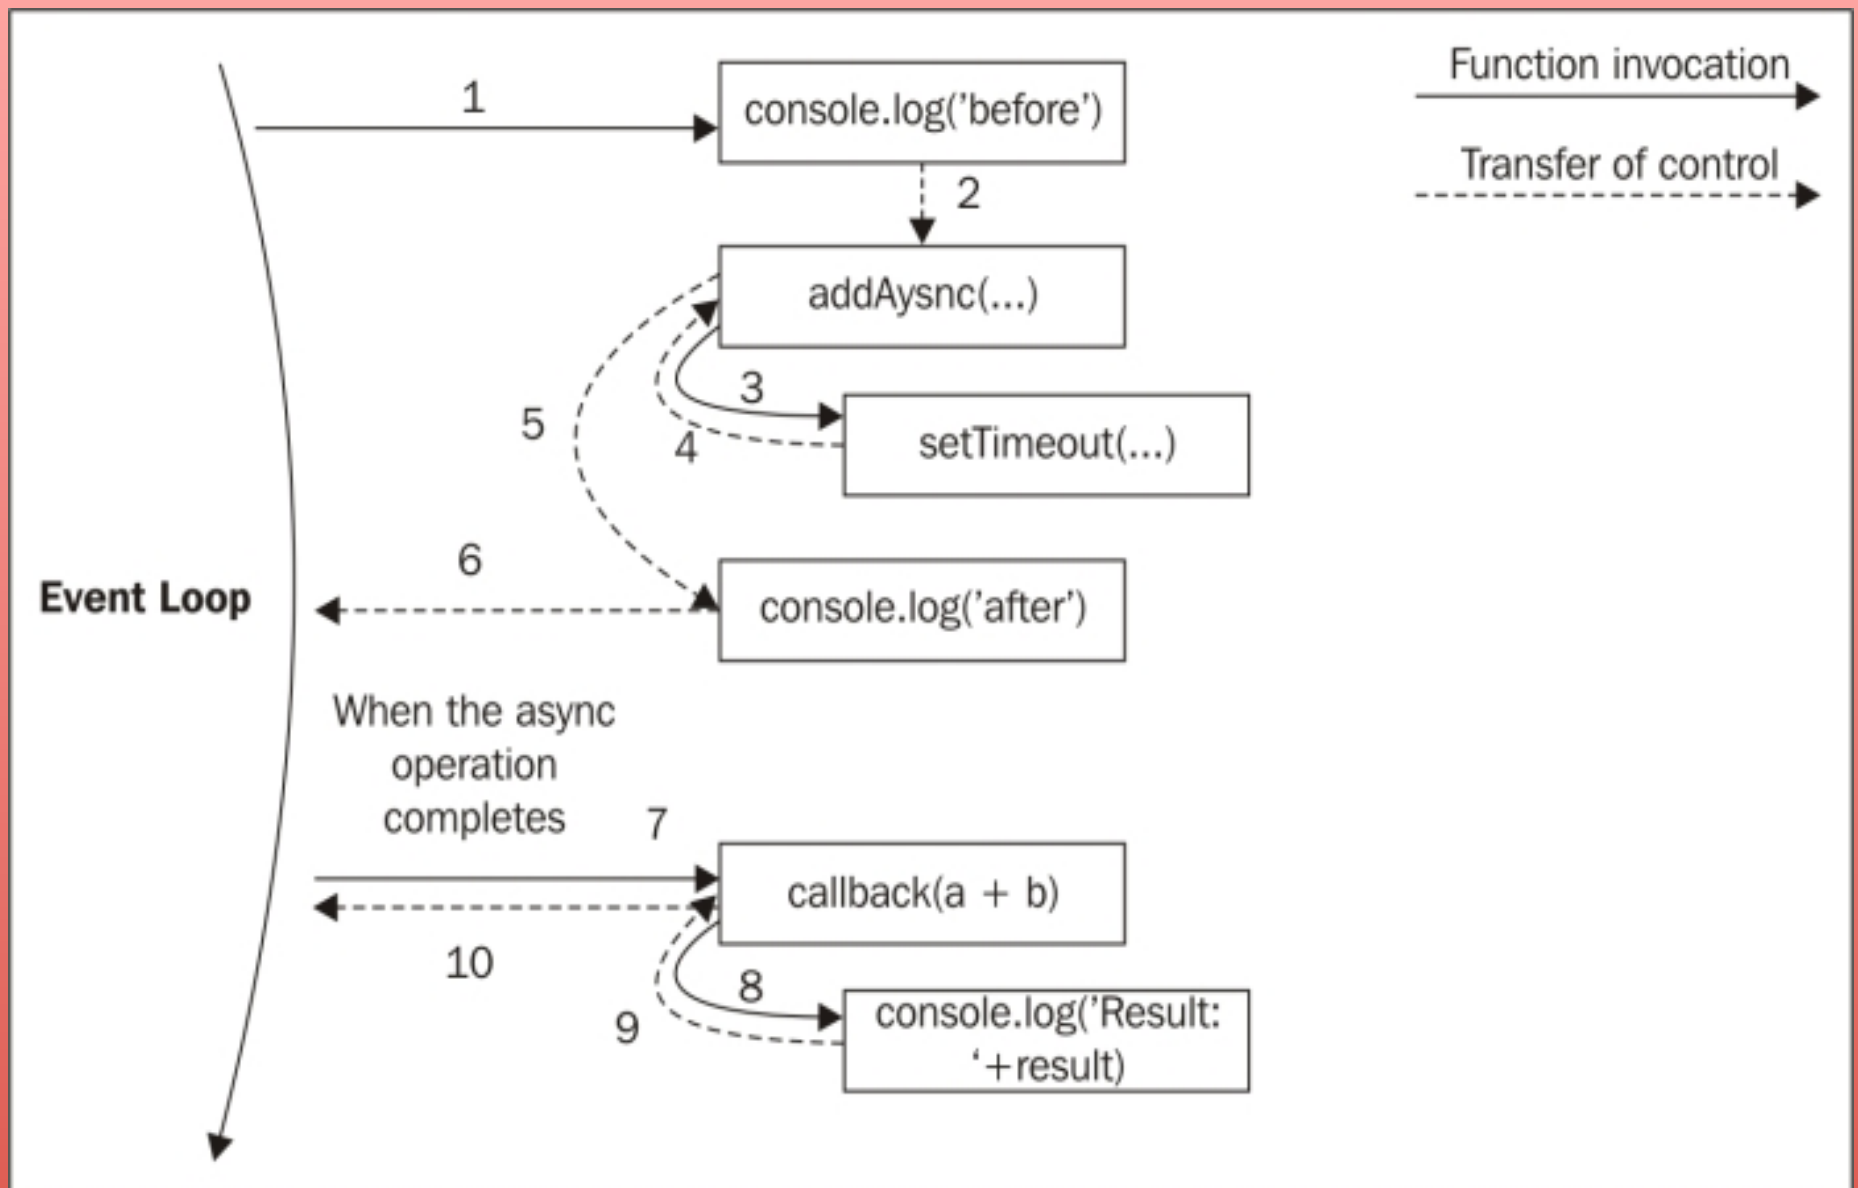 Function invocation
Transfer of control
1
console.log(’before’)
2
addAysnc(...)
3
4
setTimeout(...)
5
6
console.log(’after’)
Event Loop
When the async
operation
completes
7
callback(a + b)
10
8
9
console.log(’Result:
‘+result)